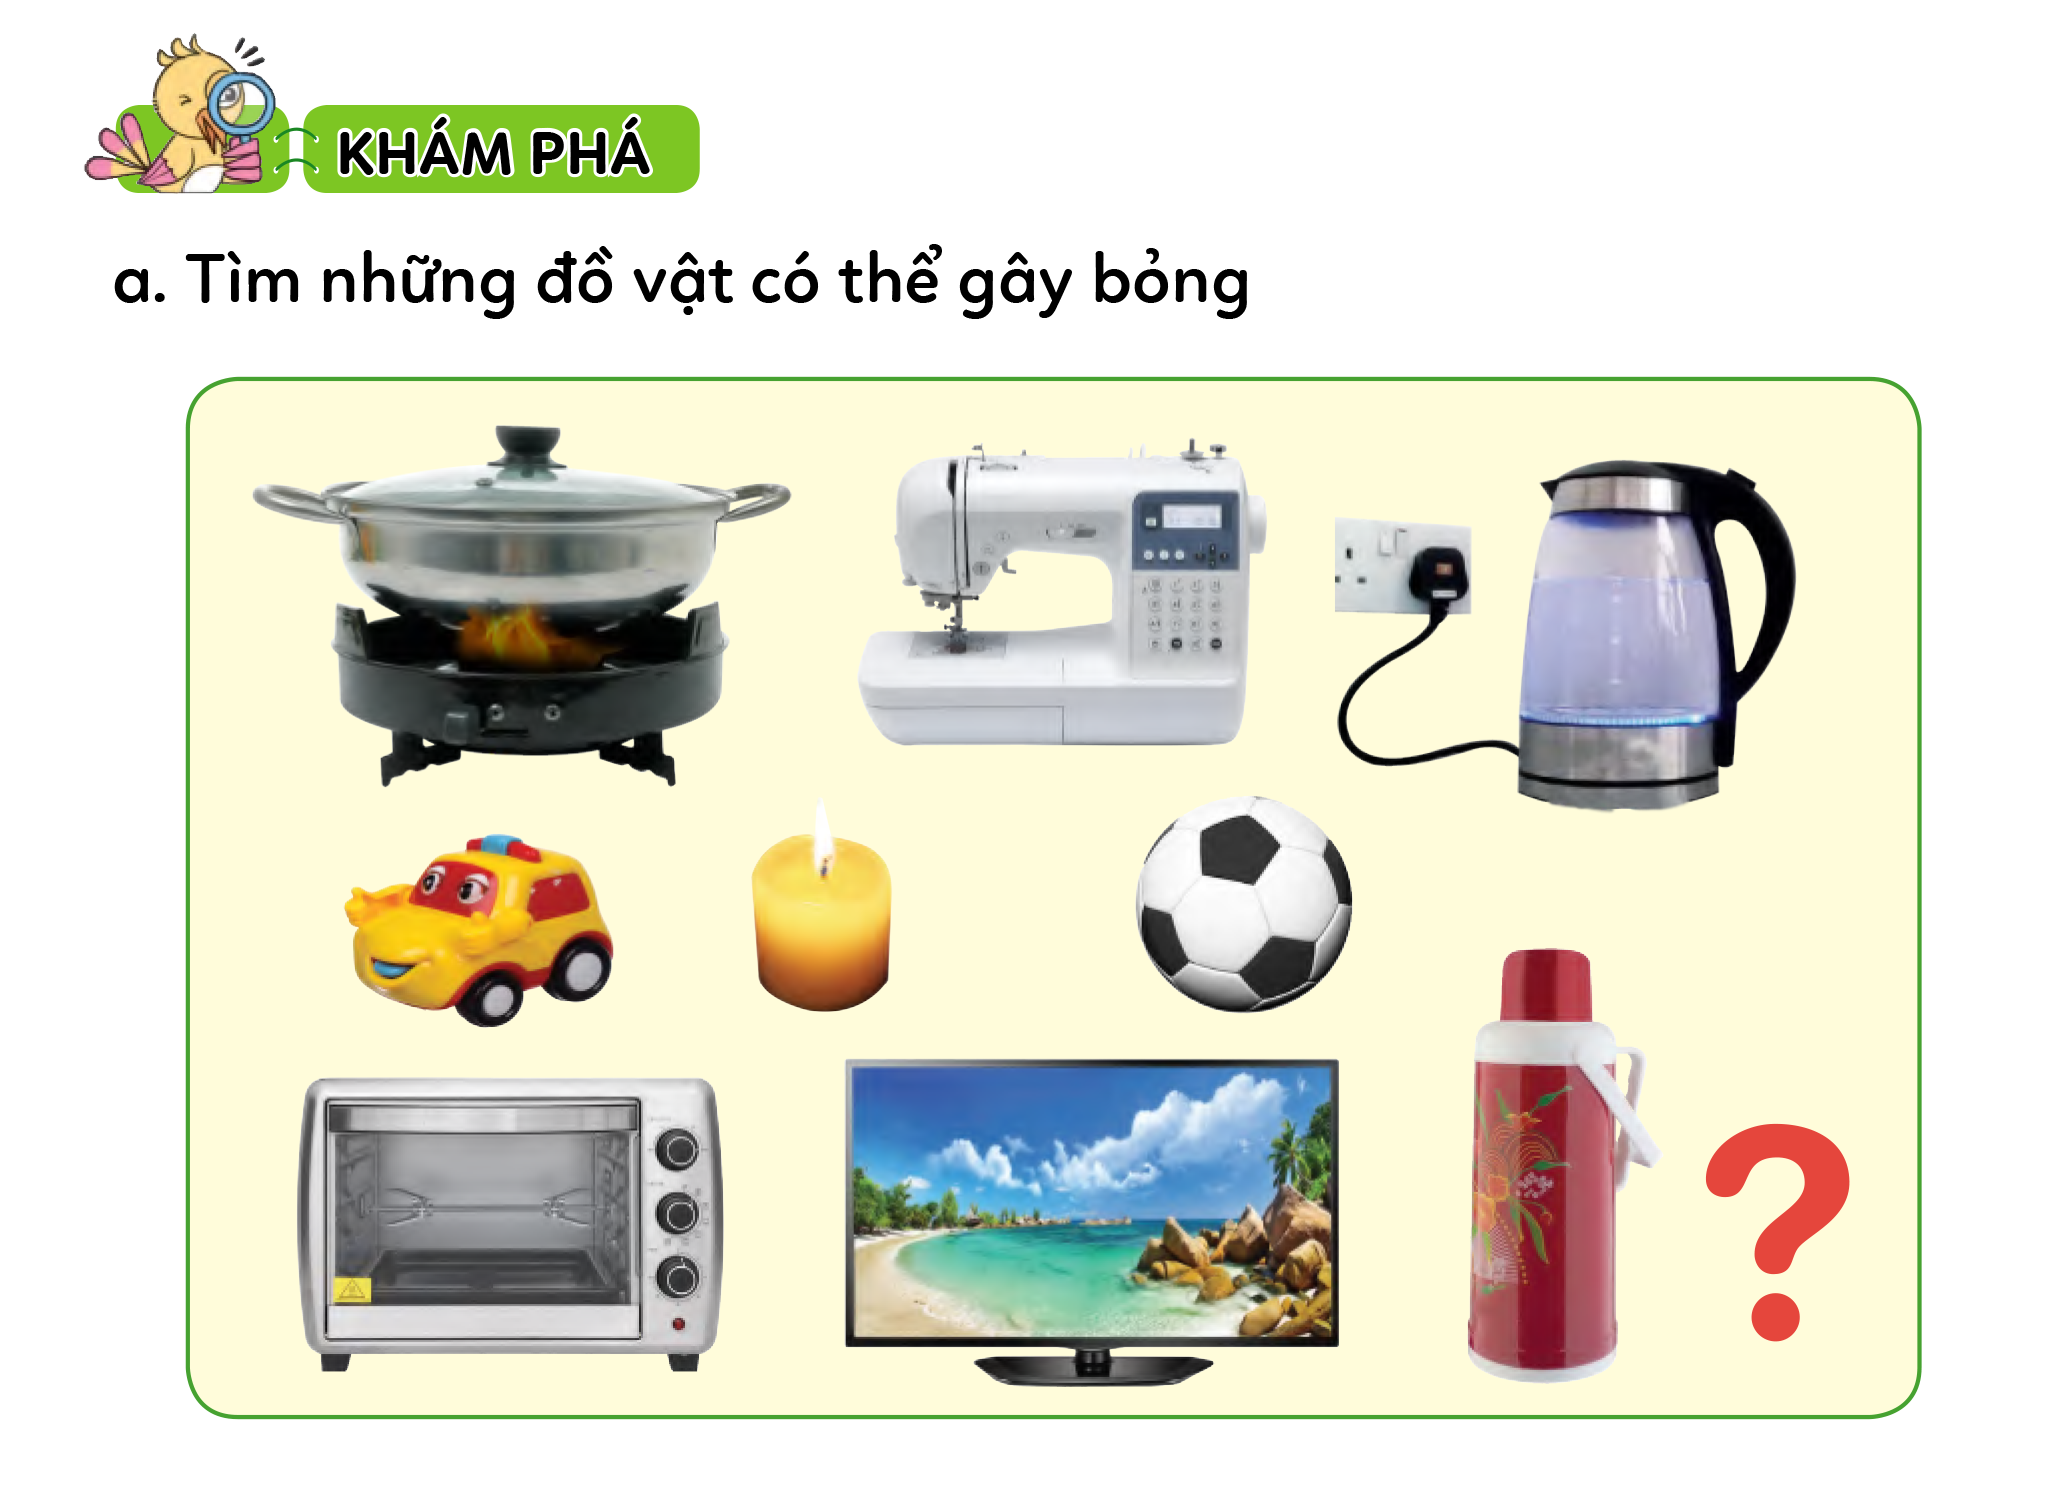 KHÁM PHÁ
a. Tìm những đồ vật có thể gây bỏng
?